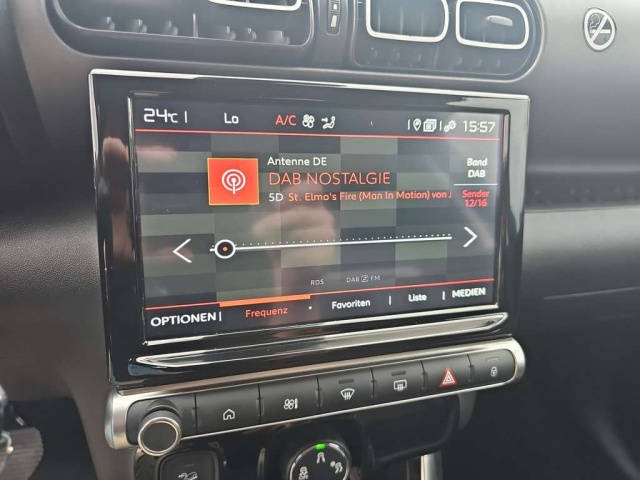 24°C Lo A/C 15:57
Antenne DE
DAB NOSTALGIE
5D St. Elmo's Fire (Man In Motion) von J
Band
DAB
Sender
12/16
RDS DAB FM
OPTIONEN Frequenz Favoriten Liste MEDIEN